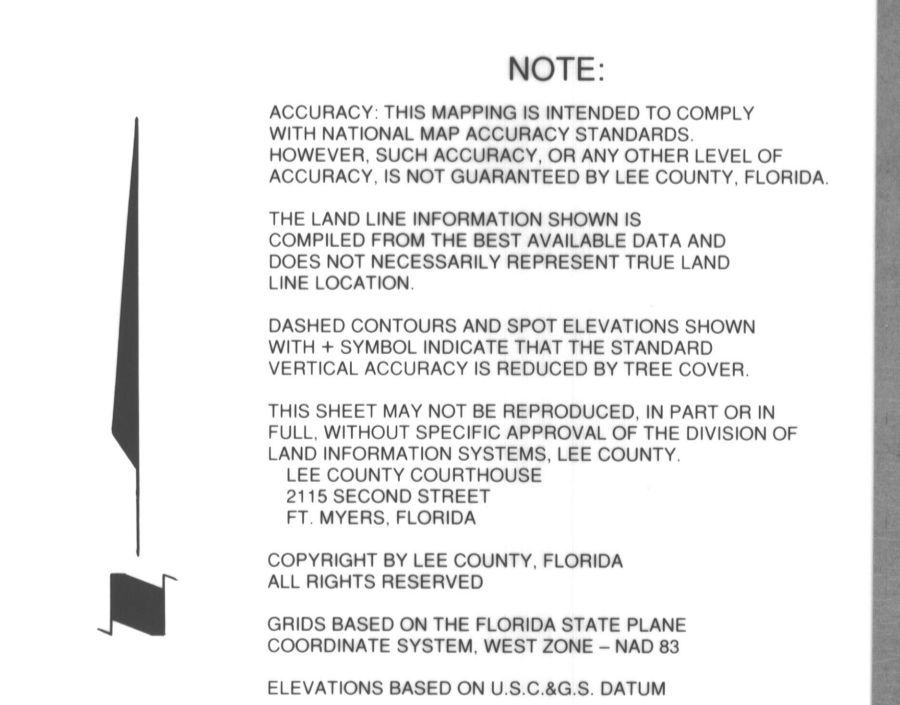 NOTE:
ACCURACY: THIS MAPPING IS INTENDED TO COMPLY
WITH NATIONAL MAP ACCURACY STANDARDS.
HOWEVER, SUCH ACCURACY, OR ANY OTHER LEVEL OF
ACCURACY, IS NOT GUARANTEED BY LEE COUNTY, FLORIDA.
THE LAND LINE INFORMATION SHOWN IS
COMPILED FROM THE BEST AVAILABLE DATA AND
DOES NOT NECESSARILY REPRESENT TRUE LAND
LINE LOCATION.
DASHED CONTOURS AND SPOT ELEVATIONS SHOWN
WITH + SYMBOL INDICATE THAT THE STANDARD
VERTICAL ACCURACY IS REDUCED BY TREE COVER.
THIS SHEET MAY NOT BE REPRODUCED, IN PART OR IN
FULL, WITHOUT SPECIFIC APPROVAL OF THE DIVISION OF
LAND INFORMATION SYSTEMS, LEE COUNTY.
LEE COUNTY COURTHOUSE
2115 SECOND STREET
FT. MYERS, FLORIDA
COPYRIGHT BY LEE COUNTY, FLORIDA
ALL RIGHTS RESERVED
GRIDS BASED ON THE FLORIDA STATE PLANE
COORDINATE SYSTEM, WEST ZONE – NAD 83
ELEVATIONS BASED ON U.S.C.&G.S. DATUM
N